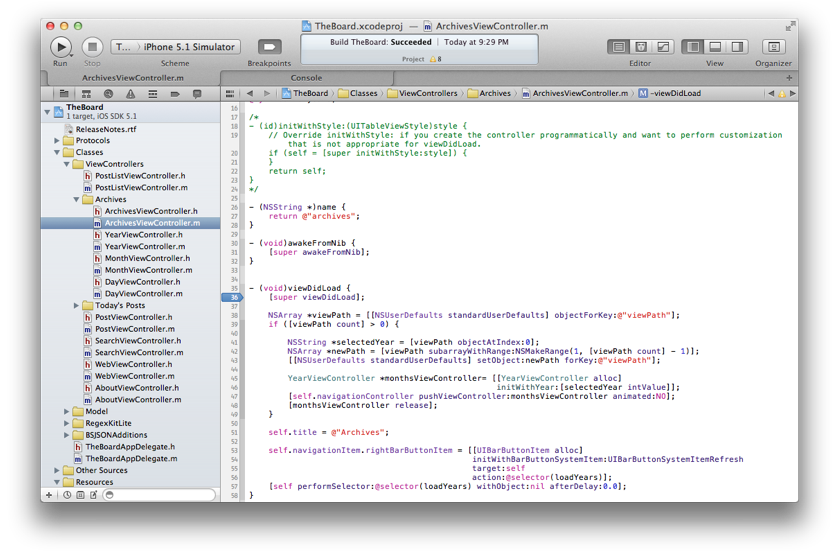 TheBoard.xcodeproj — ArchivesViewController.m
T... › iPhone 5.1 Simulator
Build TheBoard: Succeeded | Today at 9:29 PM
Project 8
Run Stop Scheme Breakpoints Editor View Organizer
ArchivesViewController.m Console
TheBoard › Classes › ViewControllers › Archives › ArchivesViewController.m › M -viewDidLoad
TheBoard
1 target, iOS SDK 5.1
ReleaseNotes.rtf
Protocols
Classes
ViewControllers
h PostListViewController.h
m PostListViewController.m
Archives
h ArchivesViewController.h
m ArchivesViewController.m
h YearViewController.h
m YearViewController.m
h MonthViewController.h
m MonthViewController.m
h DayViewController.h
m DayViewController.m
Today's Posts
h PostViewController.h
m PostViewController.m
h SearchViewController.h
m SearchViewController.m
h WebViewController.h
m WebViewController.m
h AboutViewController.h
m AboutViewController.m
Model
RegexKitLite
BSJSONAdditions
h TheBoardAppDelegate.h
m TheBoardAppDelegate.m
Other Sources
Resources
16
17 /*
18 - (id)initWithStyle:(UITableViewStyle)style {
19 // Override initWithStyle: if you create the controller programmatically and want to perform customization
that is not appropriate for viewDidLoad.
20 if (self = [super initWithStyle:style]) {
21 }
22 return self;
23 }
24 */
25
26 - (NSString *)name {
27 return @"archives";
28 }
29
30 - (void)awakeFromNib {
31 [super awakeFromNib];
32 }
33
34
35 - (void)viewDidLoad {
36 [super viewDidLoad];
37
38 NSArray *viewPath = [[NSUserDefaults standardUserDefaults] objectForKey:@"viewPath"];
39 if ([viewPath count] > 0) {
40
41 NSString *selectedYear = [viewPath objectAtIndex:0];
42 NSArray *newPath = [viewPath subarrayWithRange:NSMakeRange(1, [viewPath count] - 1)];
43 [[NSUserDefaults standardUserDefaults] setObject:newPath forKey:@"viewPath"];
44
45 YearViewController *monthsViewController= [[YearViewController alloc]
46 initWithYear:[selectedYear intValue]];
47 [self.navigationController pushViewController:monthsViewController animated:NO];
48 [monthsViewController release];
49 }
50
51 self.title = @"Archives";
52
53 self.navigationItem.rightBarButtonItem = [[UIBarButtonItem alloc]
54 initWithBarButtonSystemItem:UIBarButtonSystemItemRefresh
55 target:self
56 action:@selector(loadYears)];
57 [self performSelector:@selector(loadYears) withObject:nil afterDelay:0.0];
58 }